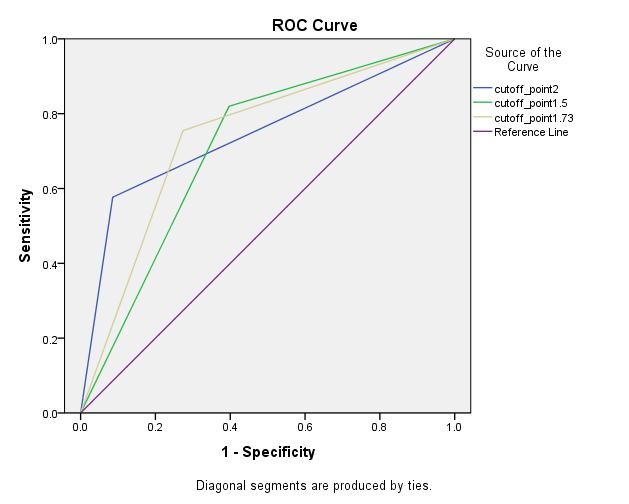 ROC Curve
Source of the
Curve
cutoff_point2
cutoff_point1.5
cutoff_point1.73
Reference Line
Sensitivity
1.0
0.8
0.6
0.4
0.2
0.0
0.0 0.2 0.4 0.6 0.8 1.0
1 - Specificity
Diagonal segments are produced by ties.